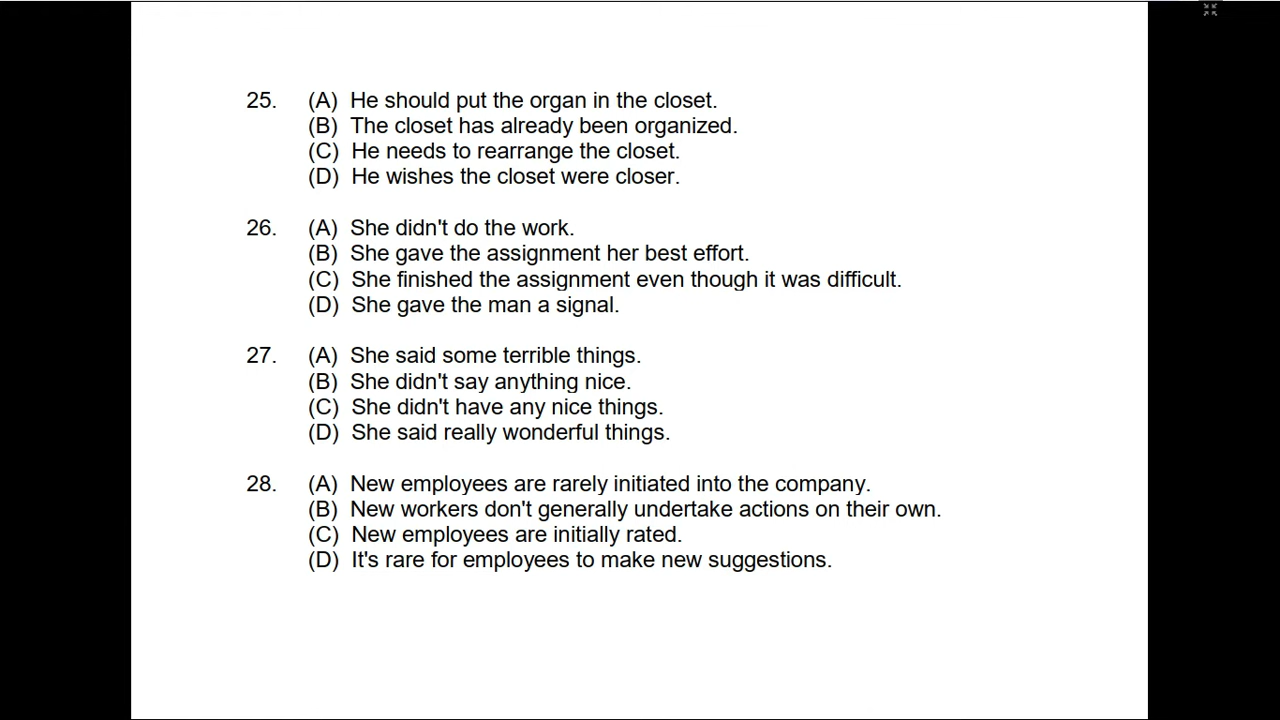 25. (A) He should put the organ in the closet.
(B) The closet has already been organized.
(C) He needs to rearrange the closet.
(D) He wishes the closet were closer.
26. (A) She didn't do the work.
(B) She gave the assignment her best effort.
(C) She finished the assignment even though it was difficult.
(D) She gave the man a signal.
27. (A) She said some terrible things.
(B) She didn't say anything nice.
(C) She didn't have any nice things.
(D) She said really wonderful things.
28. (A) New employees are rarely initiated into the company.
(B) New workers don't generally undertake actions on their own.
(C) New employees are initially rated.
(D) It's rare for employees to make new suggestions.